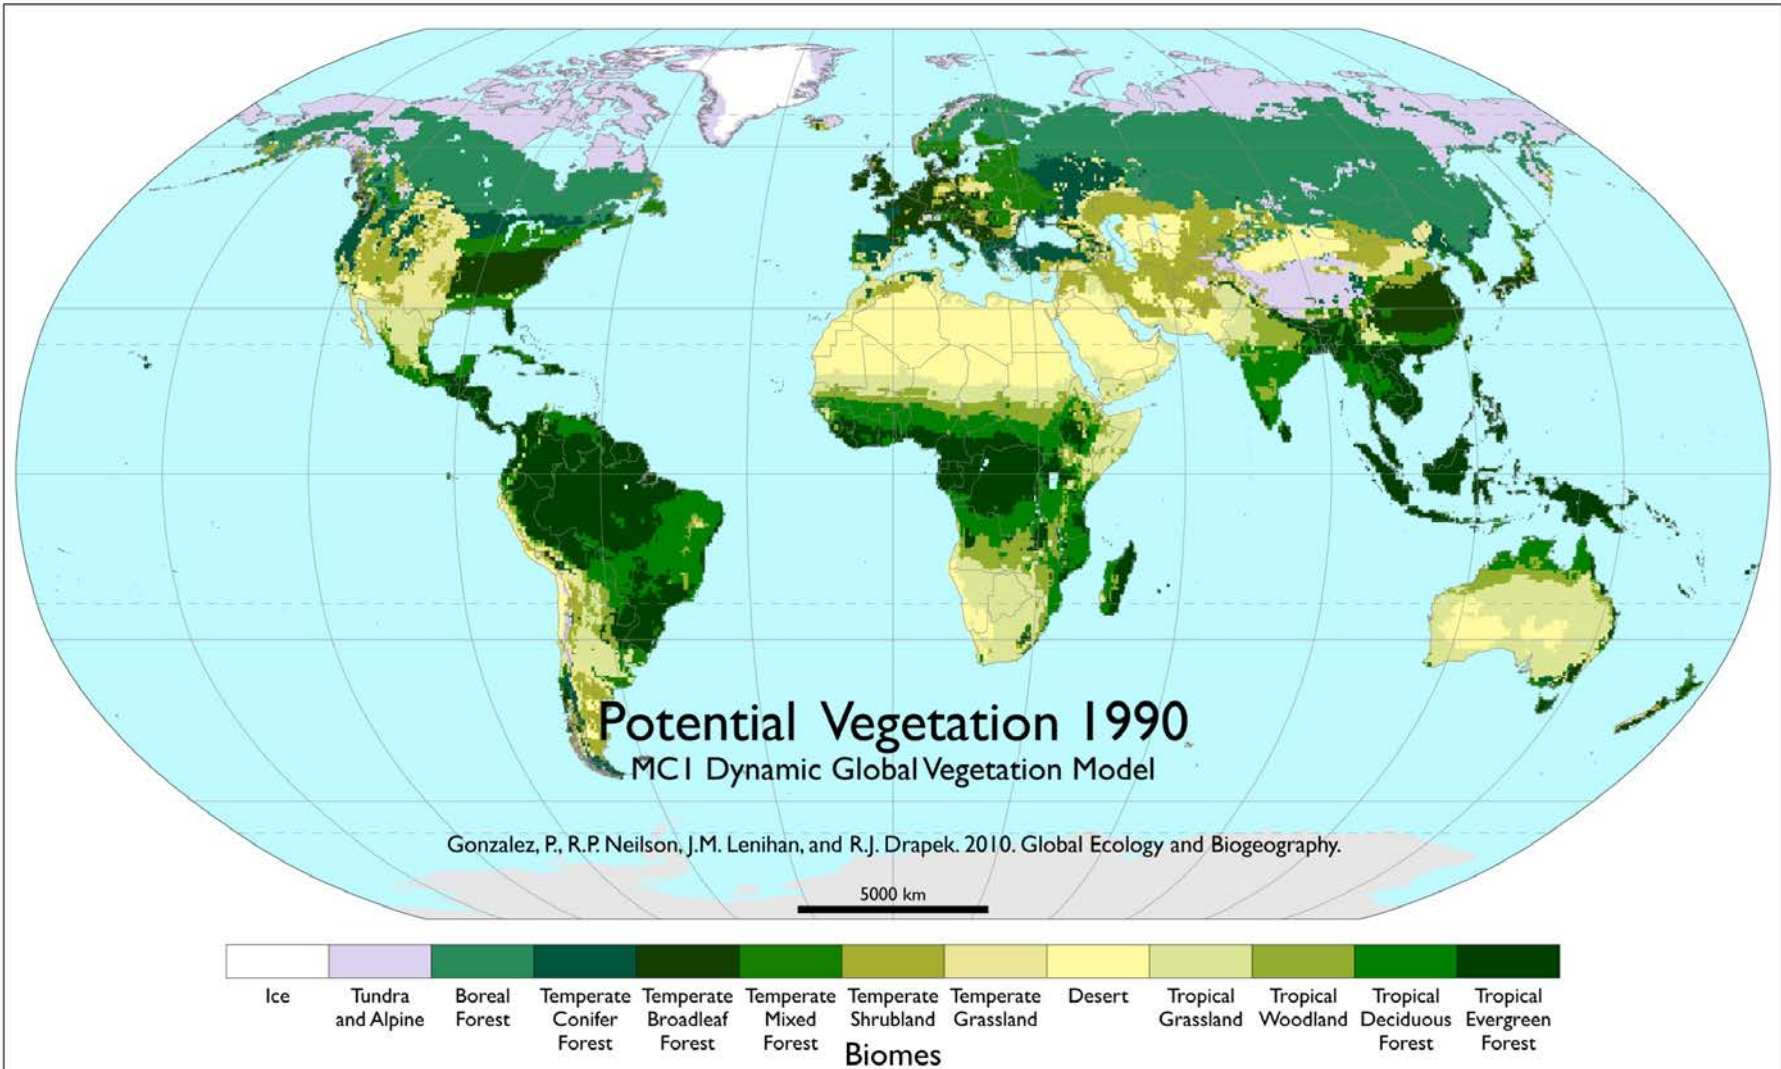 Potential Vegetation 1990
MC1 Dynamic Global Vegetation Model
Gonzalez, P., R.P. Neilson, J.M. Lenihan, and R.J. Drapek. 2010. Global Ecology and Biogeography.
5000 km
Ice
Tundra
and Alpine
Boreal
Forest
Temperate
Conifer
Forest
Temperate
Broadleaf
Forest
Temperate
Mixed
Forest
Temperate
Shrubland
Temperate
Grassland
Desert
Tropical
Grassland
Tropical
Woodland
Tropical
Deciduous
Forest
Tropical
Evergreen
Forest
Biomes